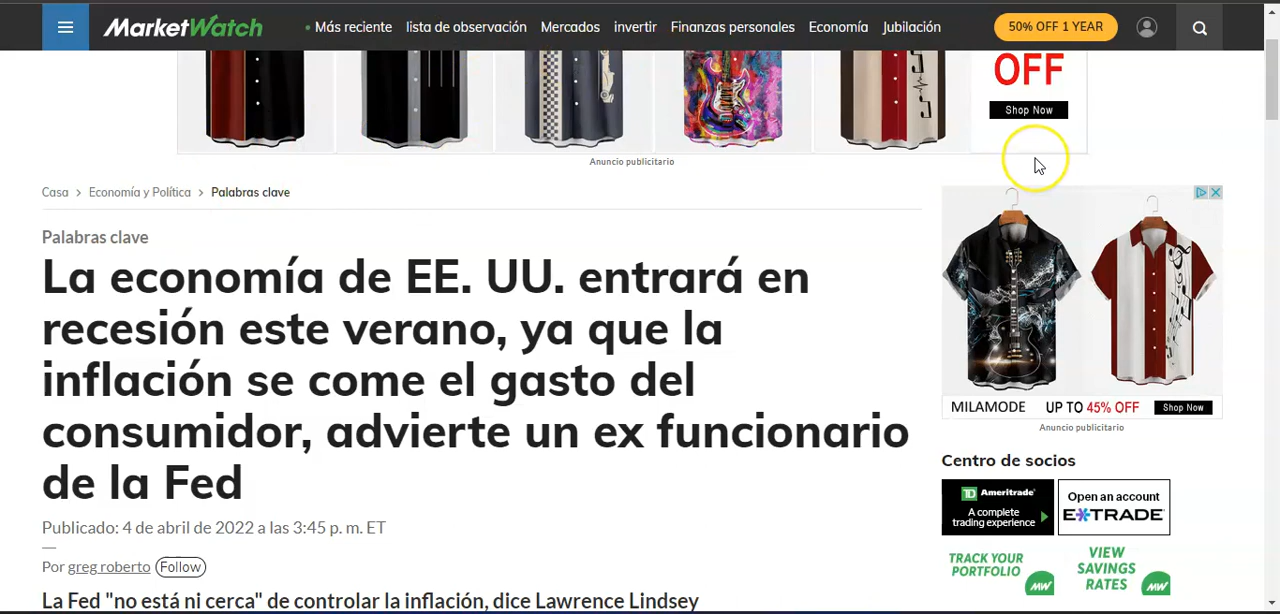 MarketWatch
• Más reciente lista de observación Mercados invertir Finanzas personales Economía Jubilación
50% OFF 1 YEAR
OFF
Shop Now
Anuncio publicitario
Casa > Economía y Política > Palabras clave
Palabras clave
La economía de EE. UU. entrará en
recesión este verano, ya que la
inflación se come el gasto del
consumidor, advierte un ex funcionario
de la Fed
Publicado: 4 de abril de 2022 a las 3:45 p. m. ET
Por greg roberto Follow
La Fed "no está ni cerca" de controlar la inflación, dice Lawrence Lindsey
MILAMODE UP TO 45% OFF Shop Now
Anuncio publicitario
Centro de socios
TD Ameritrade
A complete
trading experience
Open an account
E*TRADE
TRACK YOUR
PORTFOLIO
MW
VIEW
SAVINGS
RATES
MW